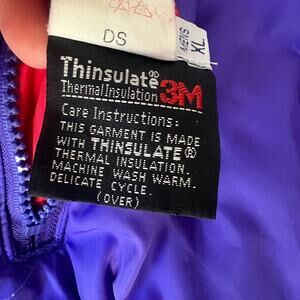 DS
MENS
XL
Thinsulate®
Thermal Insulation 3M
Care Instructions:
THIS GARMENT IS MADE
WITH THINSULATE®
THERMAL INSULATION.
MACHINE WASH WARM.
DELICATE CYCLE.
(OVER)